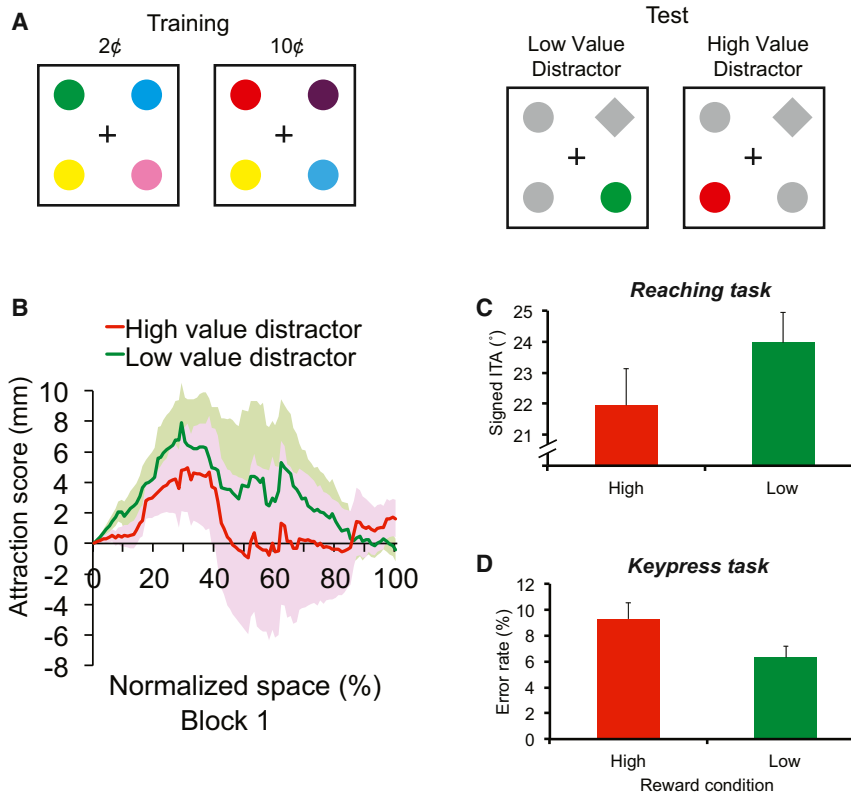 A
Training
2¢
10¢
Test
Low Value
Distractor
High Value
Distractor
B
High value distractor
Low value distractor
Attraction score (mm)
10
8
6
4
2
0
-2
-4
-6
-8
0
20
40
60
80
100
Normalized space (%)
Block 1
C
Reaching task
Signed ITA (°)
25
24
23
22
21
High
Low
D
Keypress task
Error rate (%)
12
10
8
6
4
2
0
High
Low
Reward condition